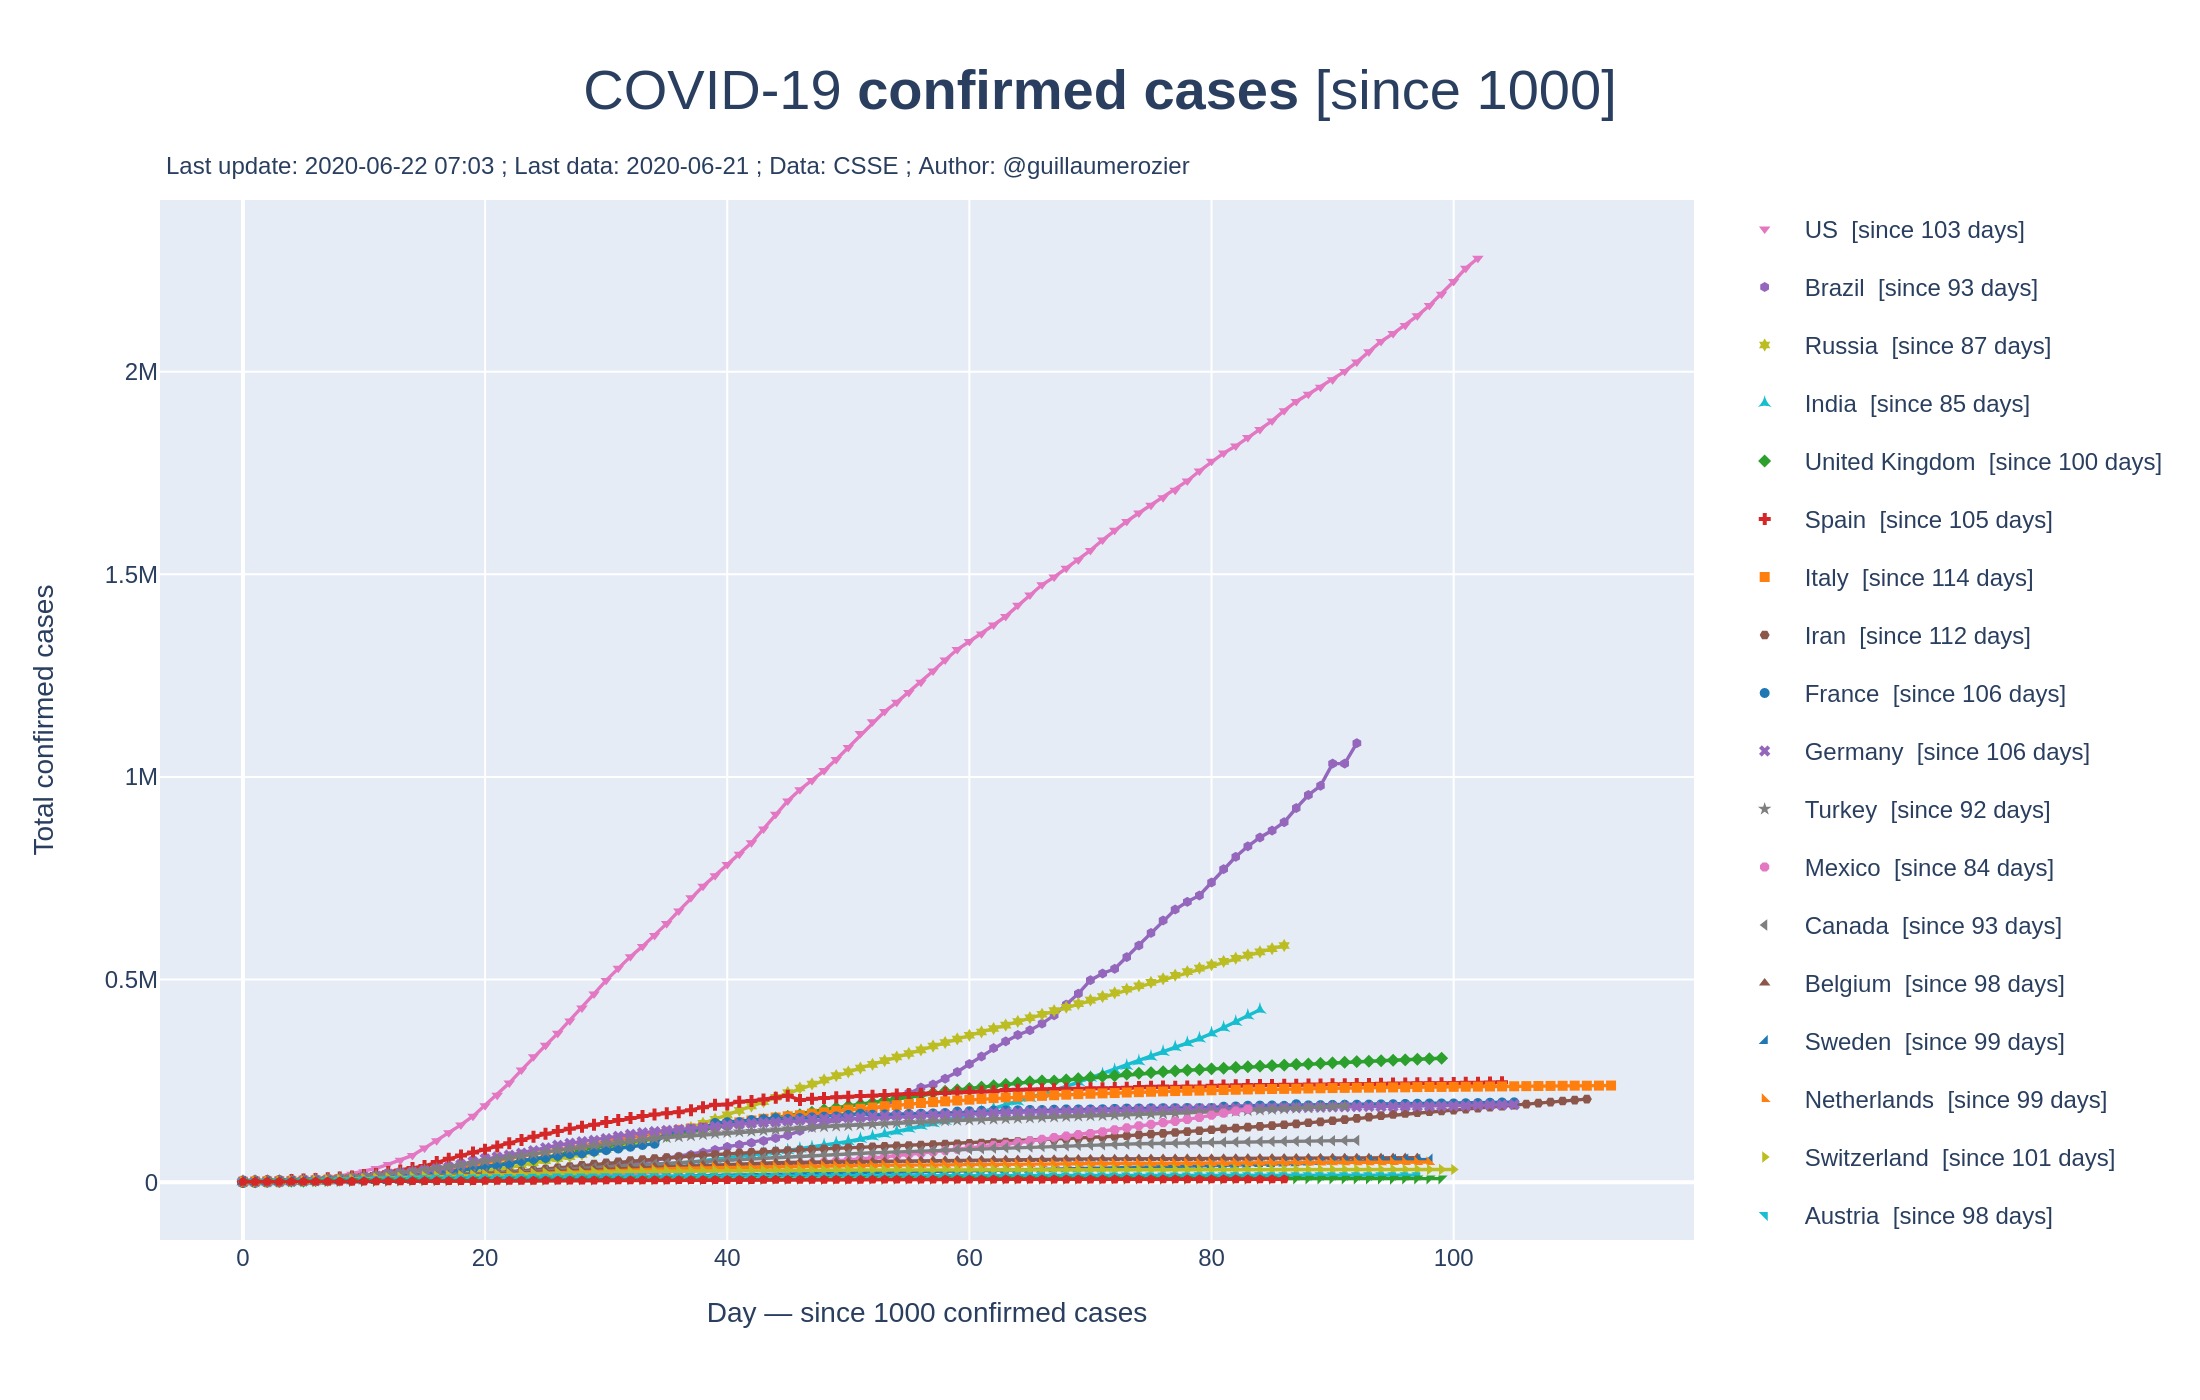 COVID-19 confirmed cases [since 1000]
Last update: 2020-06-22 07:03 ; Last data: 2020-06-21 ; Data: CSSE ; Author: @guillaumerozier
Total confirmed cases
2M
1.5M
1M
0.5M
0
0 20 40 60 80 100
Day — since 1000 confirmed cases
US [since 103 days]
Brazil [since 93 days]
Russia [since 87 days]
India [since 85 days]
United Kingdom [since 100 days]
Spain [since 105 days]
Italy [since 114 days]
Iran [since 112 days]
France [since 106 days]
Germany [since 106 days]
Turkey [since 92 days]
Mexico [since 84 days]
Canada [since 93 days]
Belgium [since 98 days]
Sweden [since 99 days]
Netherlands [since 99 days]
Switzerland [since 101 days]
Austria [since 98 days]